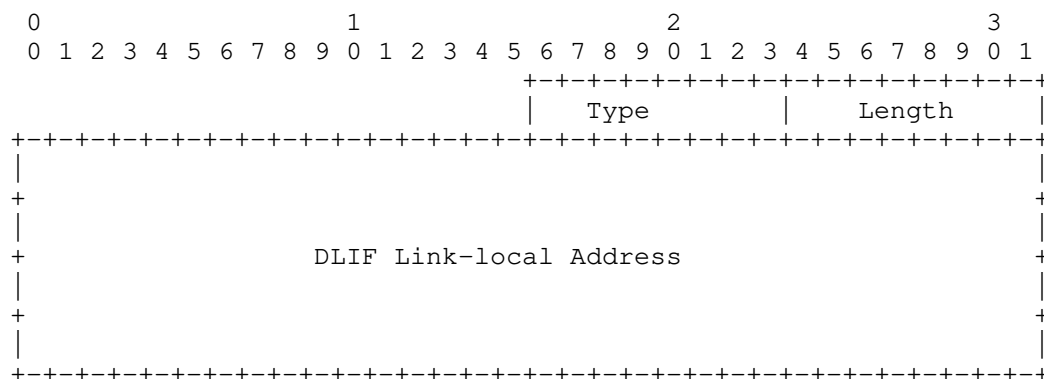 0                   1                   2                   3
 0 1 2 3 4 5 6 7 8 9 0 1 2 3 4 5 6 7 8 9 0 1 2 3 4 5 6 7 8 9 0 1
                                +-+-+-+-+-+-+-+-+-+-+-+-+-+-+-+-+
                                |   Type        |    Length     |
+-+-+-+-+-+-+-+-+-+-+-+-+-+-+-+-+-+-+-+-+-+-+-+-+-+-+-+-+-+-+-+-+
|                                                               |
+                                                               +
|                                                               |
+                  DLIF Link-local Address                      +
|                                                               |
+                                                               +
|                                                               |
+-+-+-+-+-+-+-+-+-+-+-+-+-+-+-+-+-+-+-+-+-+-+-+-+-+-+-+-+-+-+-+-+